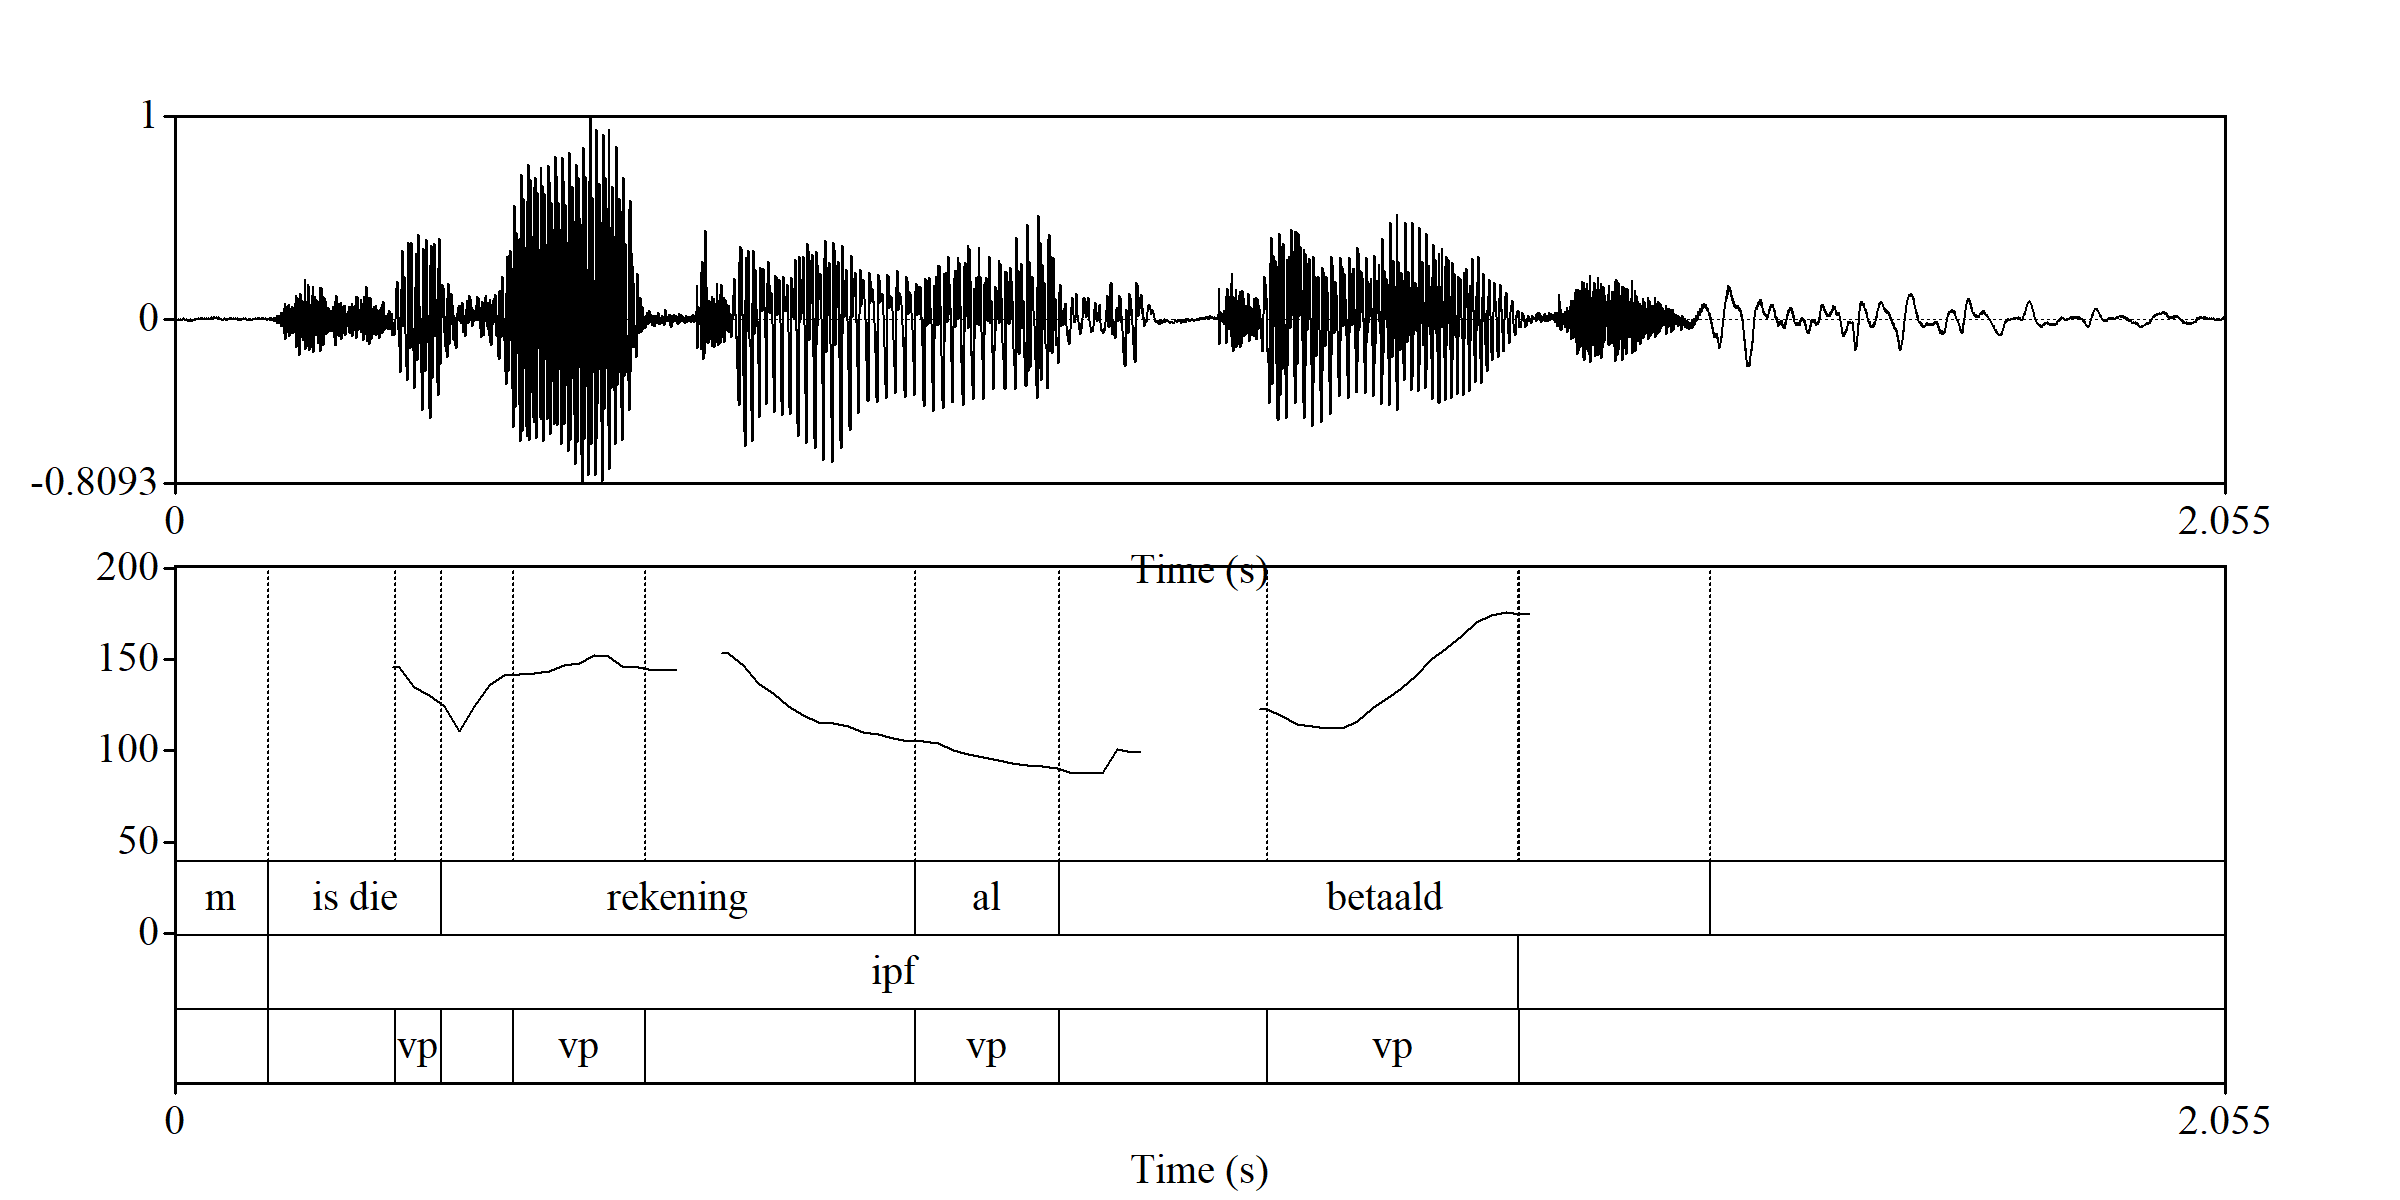 1
0
-0.8093
0 2.055
Time (s)
200
150
100
50
0
m is die rekening al betaald
ipf
vp vp vp vp
0 2.055
Time (s)